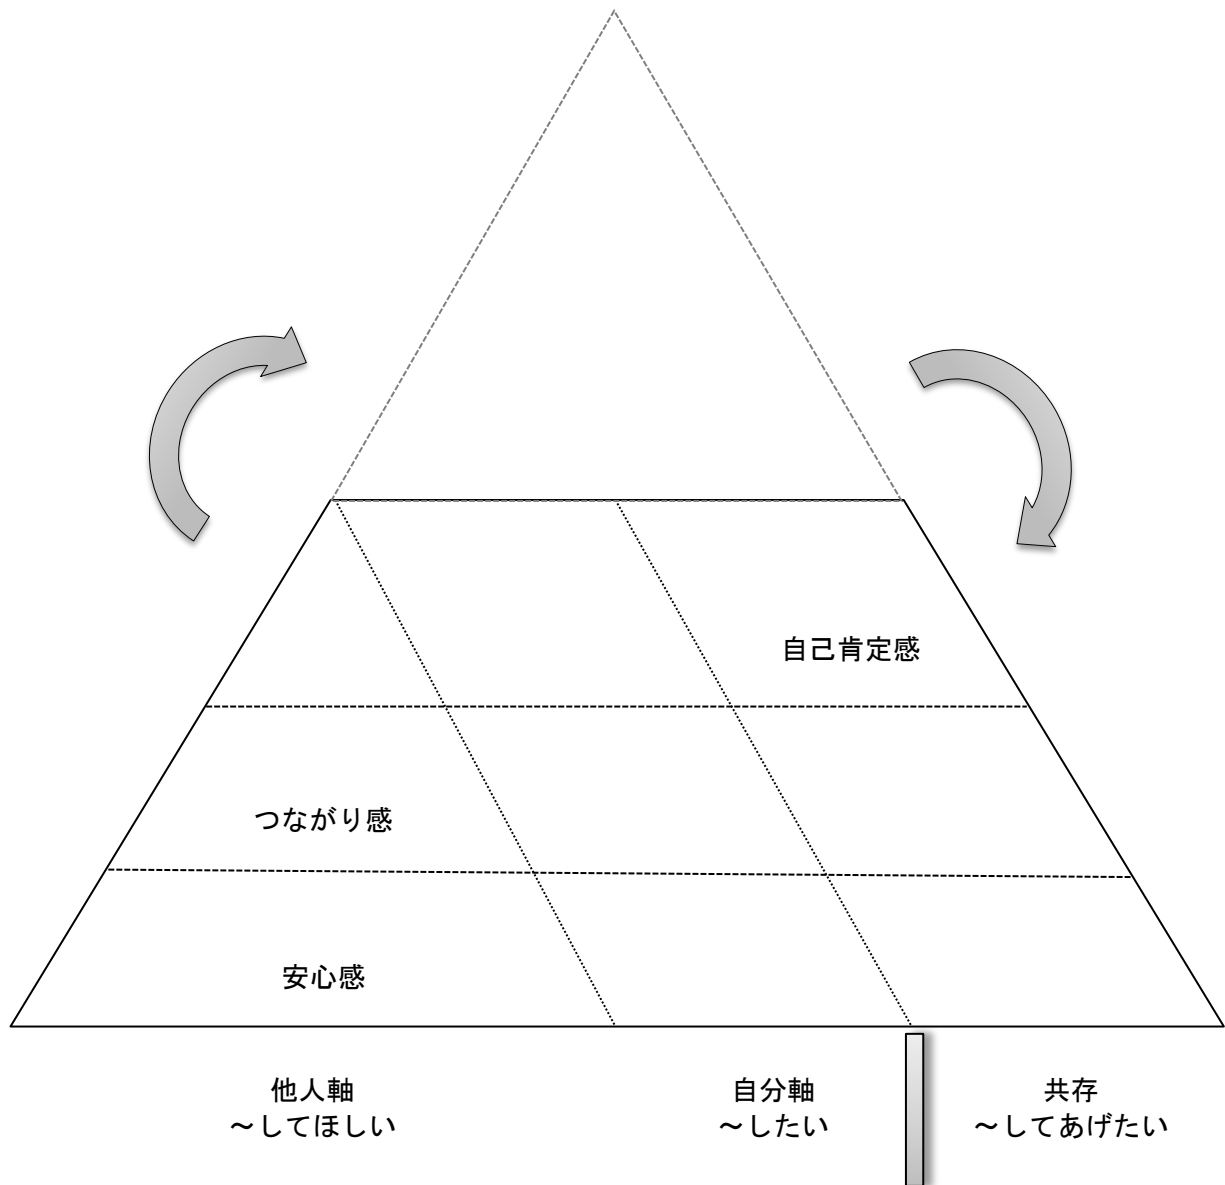 自己肯定感
つながり感
安心感
他人軸
～してほしい
自分軸
～したい
共存
～してあげたい